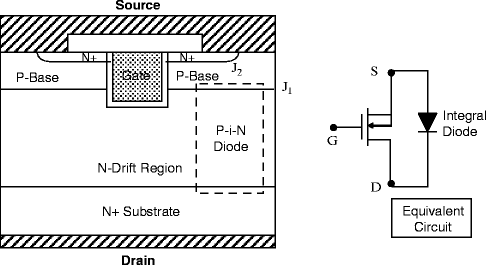 Source
N+
N+
P-Base
Gate
P-Base
J2
J1
P-i-N
Diode
N-Drift Region
N+ Substrate
Drain
S
G
D
Integral
Diode
Equivalent
Circuit